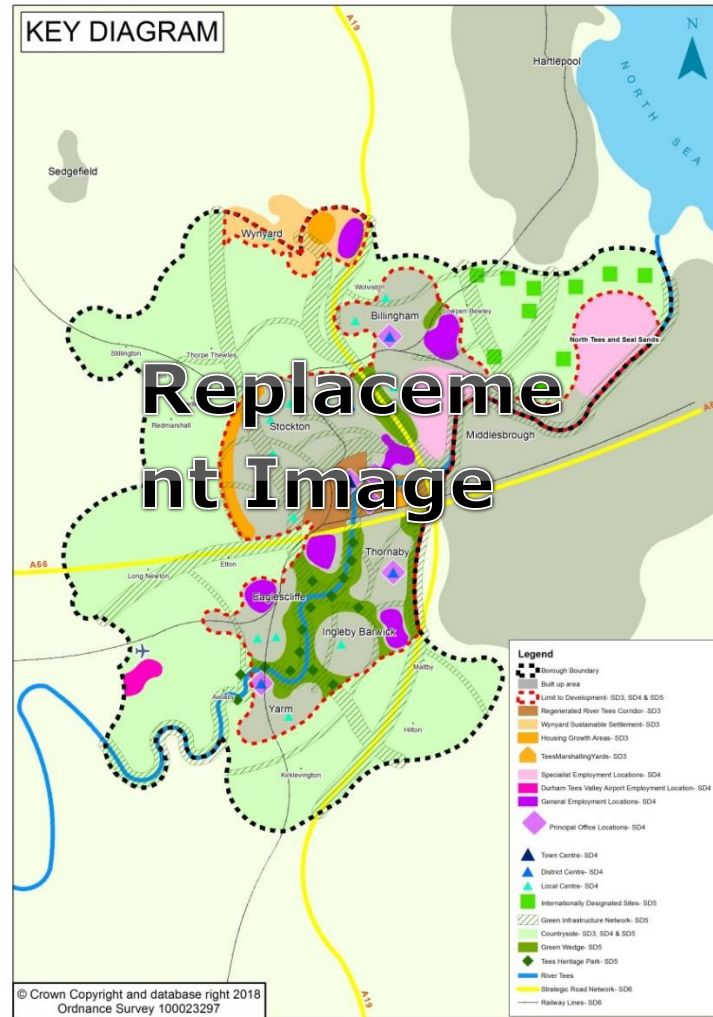 KEY DIAGRAM
A19
N
Hartlepool
NORTH SEA
Sedgefield
Wynyard
Wolviston
Billingham
Cowpen Bewley
North Tees and Seal Sands
Stillington
Thorpe Thewles
Replaceme
nt Image
Redmarshall
Stockton
Middlesbrough
A66
Elton
Long Newton
Thornaby
Eaglescliffe
Ingleby Barwick
Maltby
Aislaby
Yarm
Hilton
Kirklevington
A19
Legend
Borough Boundary
Built up area
Limit to Development- SD3, SD4 & SD5
Regenerated River Tees Corridor- SD3
Wynyard Sustainable Settlement- SD3
Housing Growth Areas- SD3
TeesMarshallingYards- SD3
Specialist Employment Locations- SD4
Durham Tees Valley Airport Employment Location- SD4
General Employment Locations- SD4
Principal Office Locations- SD4
Town Centre- SD4
District Centre- SD4
Local Centre- SD4
Internationally Designated Sites- SD5
Green Infrastructure Network- SD5
Countryside- SD3, SD4 & SD5
Green Wedge- SD5
Tees Heritage Park- SD5
River Tees
Strategic Road Network- SD6
Railway Lines- SD6
© Crown Copyright and database right 2018
Ordnance Survey 100023297